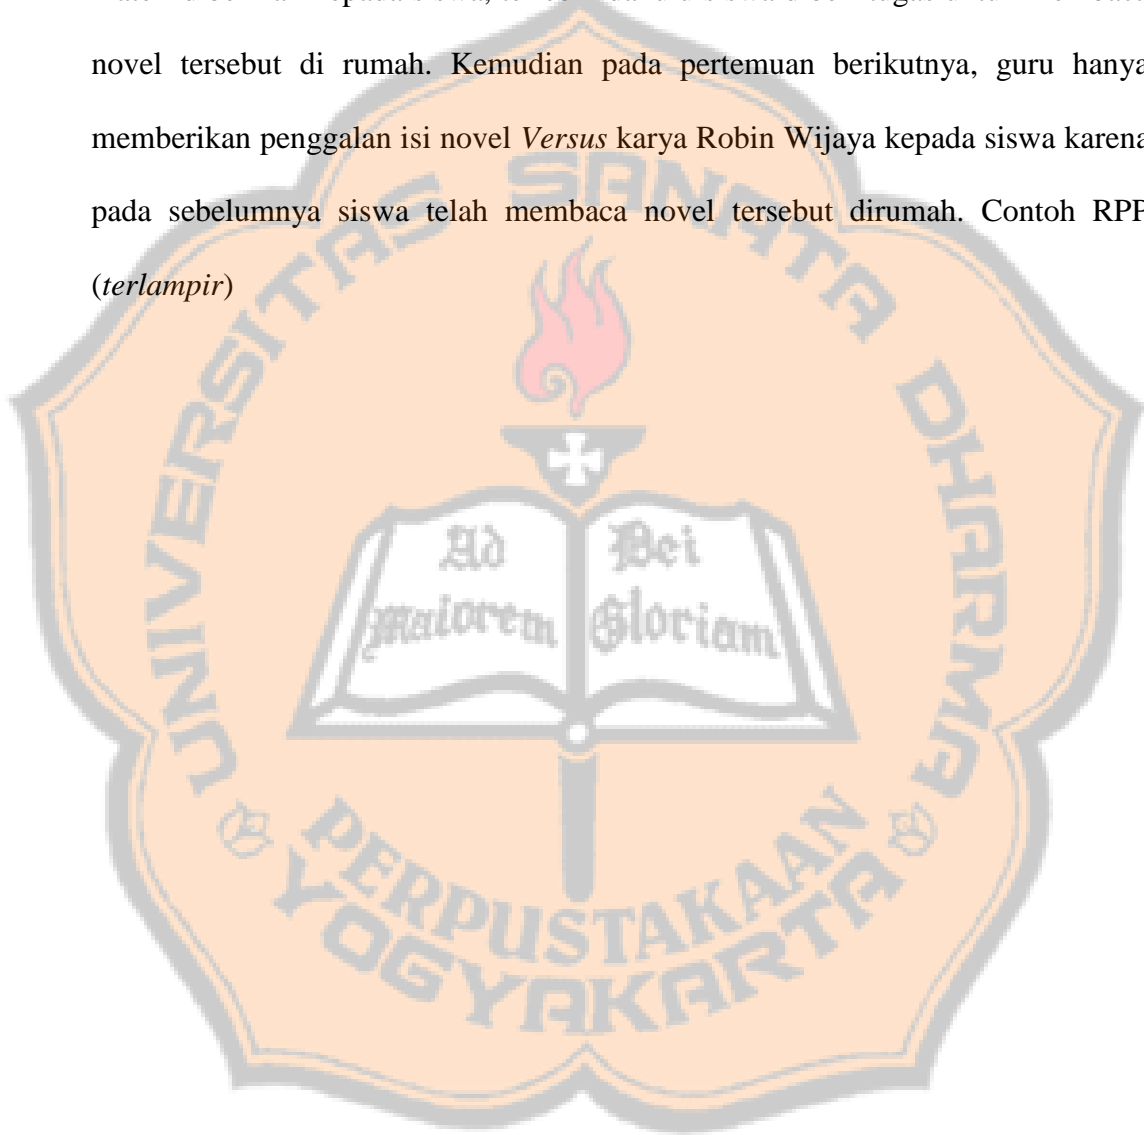 novel tersebut di rumah. Kemudian pada pertemuan berikutnya, guru hanya
memberikan penggalan isi novel Versus karya Robin Wijaya kepada siswa karena
pada sebelumnya siswa telah membaca novel tersebut dirumah. Contoh RPP
(terlampir)
UNIVERSITAS SANATA DHARMA
Ad Dei
Maiorem Gloriam
PERPUSTAKAAN
YOGYAKARTA